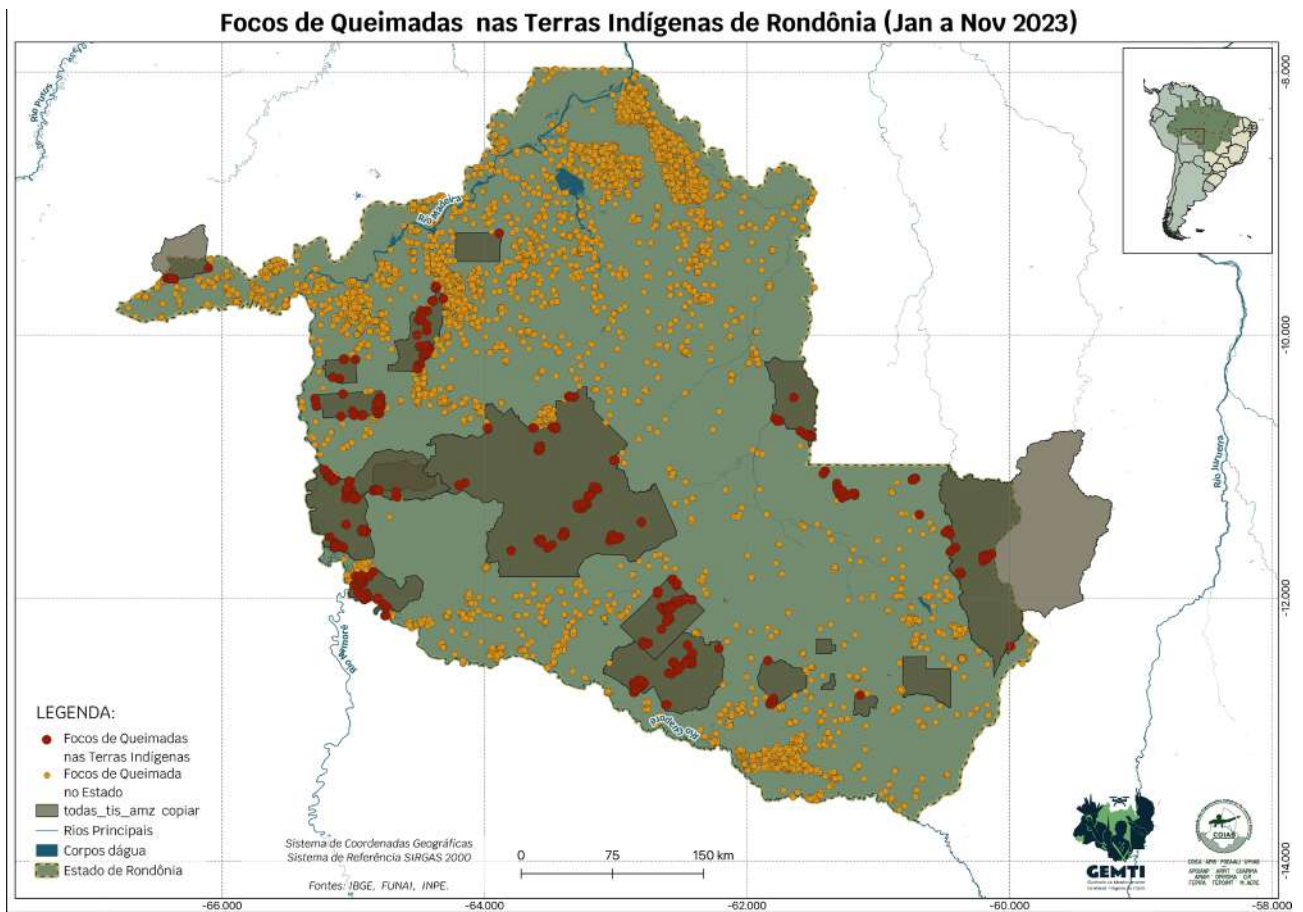 Focos de Queimadas nas Terras Indígenas de Rondônia (Jan a Nov 2023)
-8.000
Rio Purus
Rio Madeira
-10.000
Rio Juruena
-12.000
Rio Mamoré
Rio Guaporé
LEGENDA:
Focos de Queimadas
nas Terras Indígenas
Focos de Queimada
no Estado
todas_tis_amz copiar
Rios Principais
Corpos dágua
Estado de Rondônia
Sistema de Coordenadas Geográficas
Sistema de Referência SIRGAS 2000
Fontes: IBGE, FUNAI, INPE.
0 75 150 km
GEMTI
COIAB
-14.000
-66.000 -64.000 -62.000 -60.000 -58.000